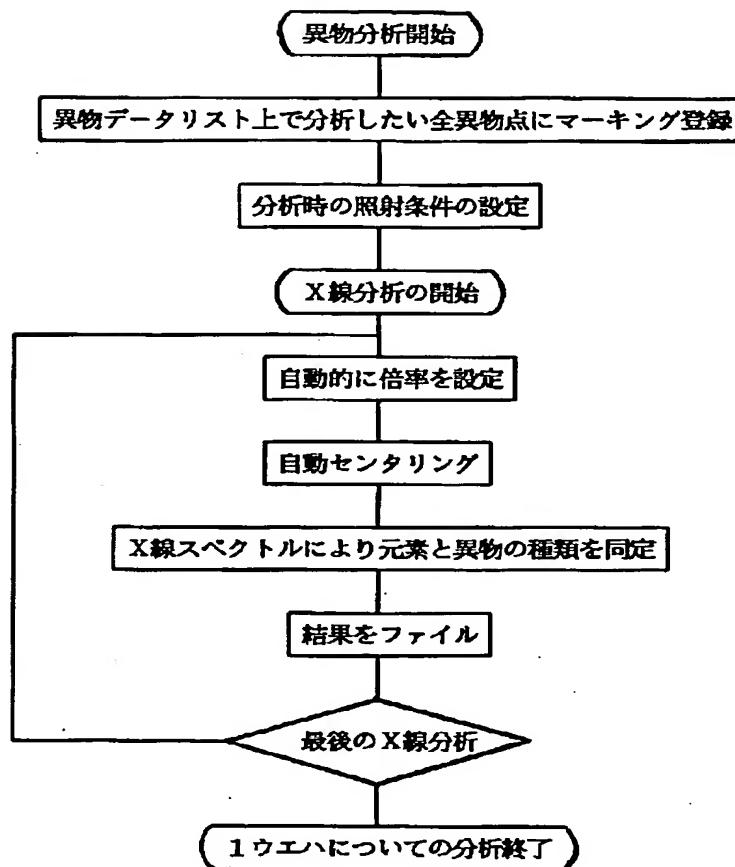 異物分析開始
異物データリスト上で分析したい全異物点にマーキング登録
分析時の照射条件の設定
X線分析の開始
自動的に倍率を設定
自動センタリング
X線スペクトルにより元素と異物の種類を同定
結果をファイル
最後のX線分析
1ウエハについての分析終了